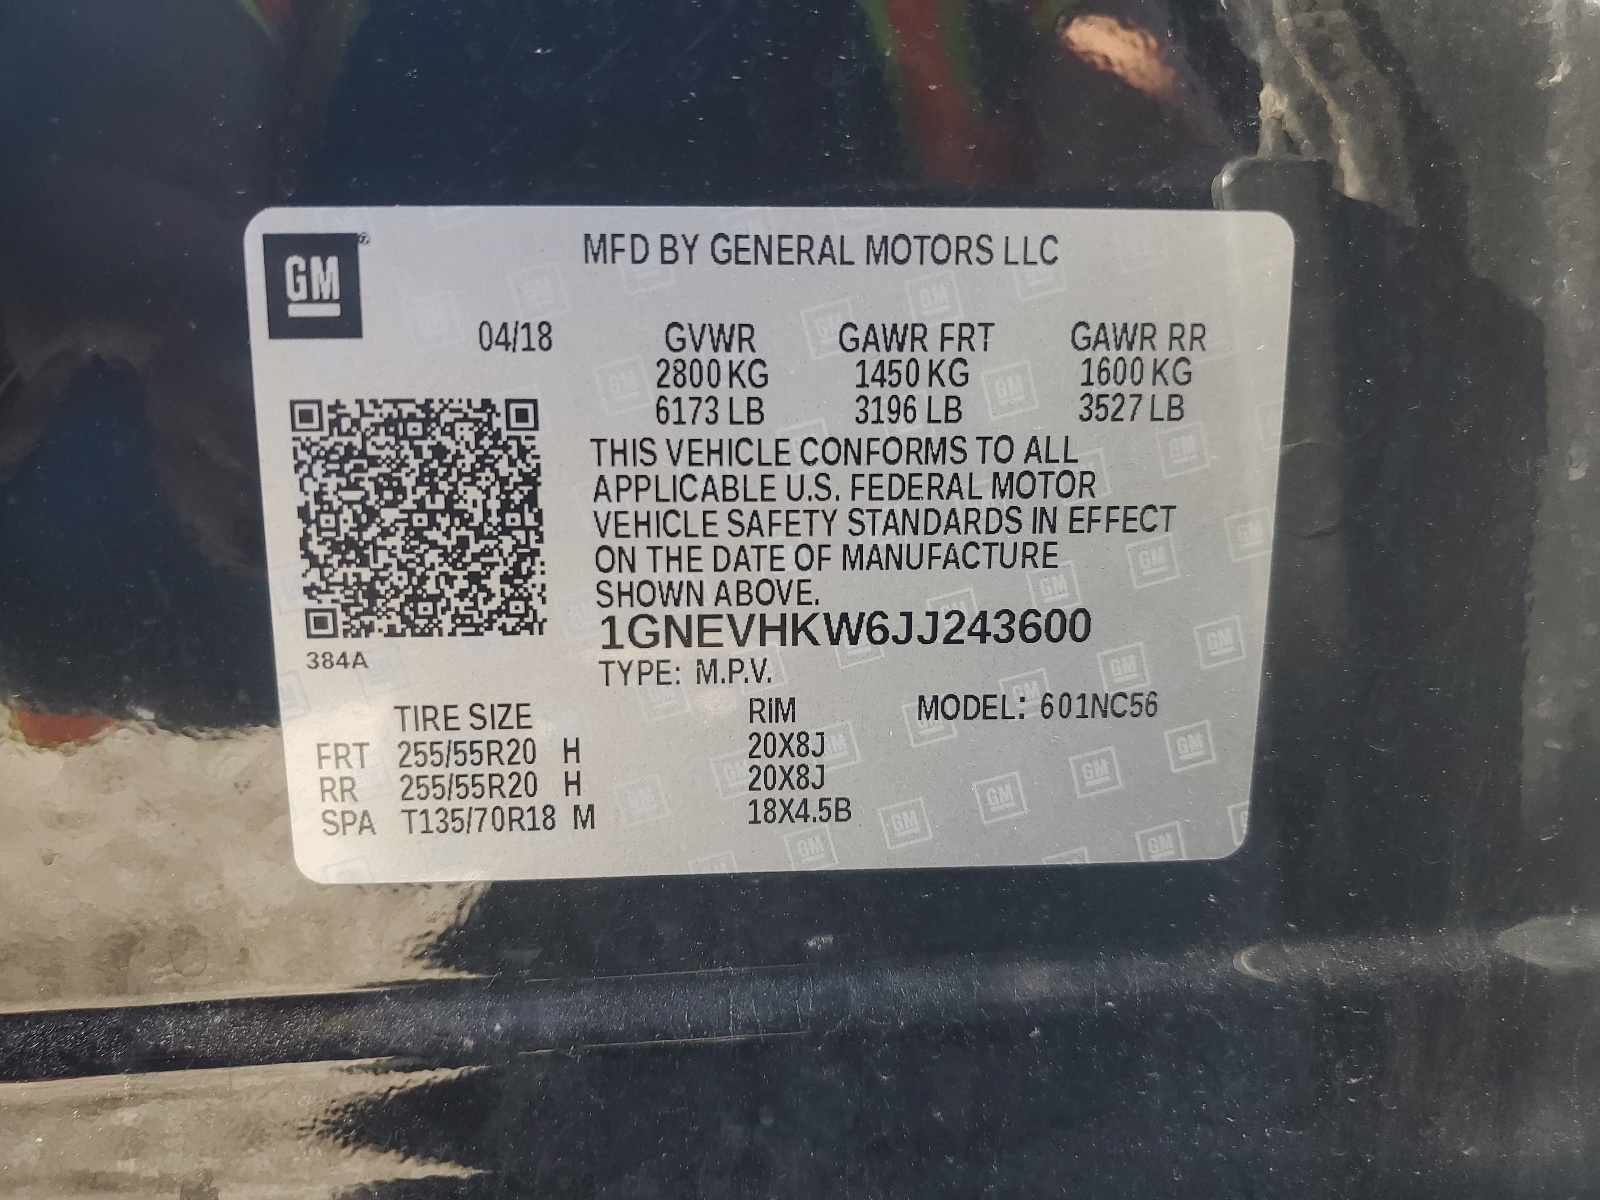 GM
MFD BY GENERAL MOTORS LLC
04/18 GVWR GAWR FRT GAWR RR
2800 KG 1450 KG 1600 KG
6173 LB 3196 LB 3527 LB
THIS VEHICLE CONFORMS TO ALL
APPLICABLE U.S. FEDERAL MOTOR
VEHICLE SAFETY STANDARDS IN EFFECT
ON THE DATE OF MANUFACTURE
SHOWN ABOVE.
1GNEVHKW6JJ243600
384A
TYPE: M.P.V.
TIRE SIZE RIM MODEL: 601NC56
FRT 255/55R20 H 20X8J
RR 255/55R20 H 20X8J
SPA T135/70R18 M 18X4.5B